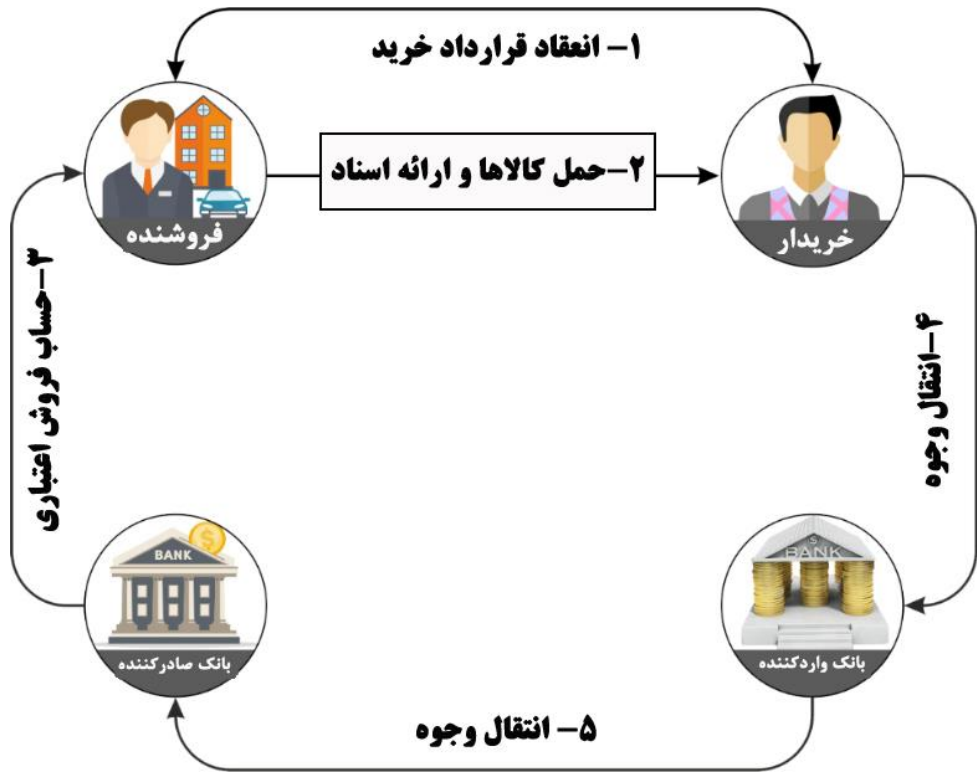 ۱- انعقاد قرارداد خرید
۲-حمل کالاها و ارائه اسناد
فروشنده
خریدار
۳-حساب فروش اعتباری
۴-انتقال وجوه
BANK
بانک صادرکننده
$
BANK
بانک واردکننده
۵- انتقال وجوه
$